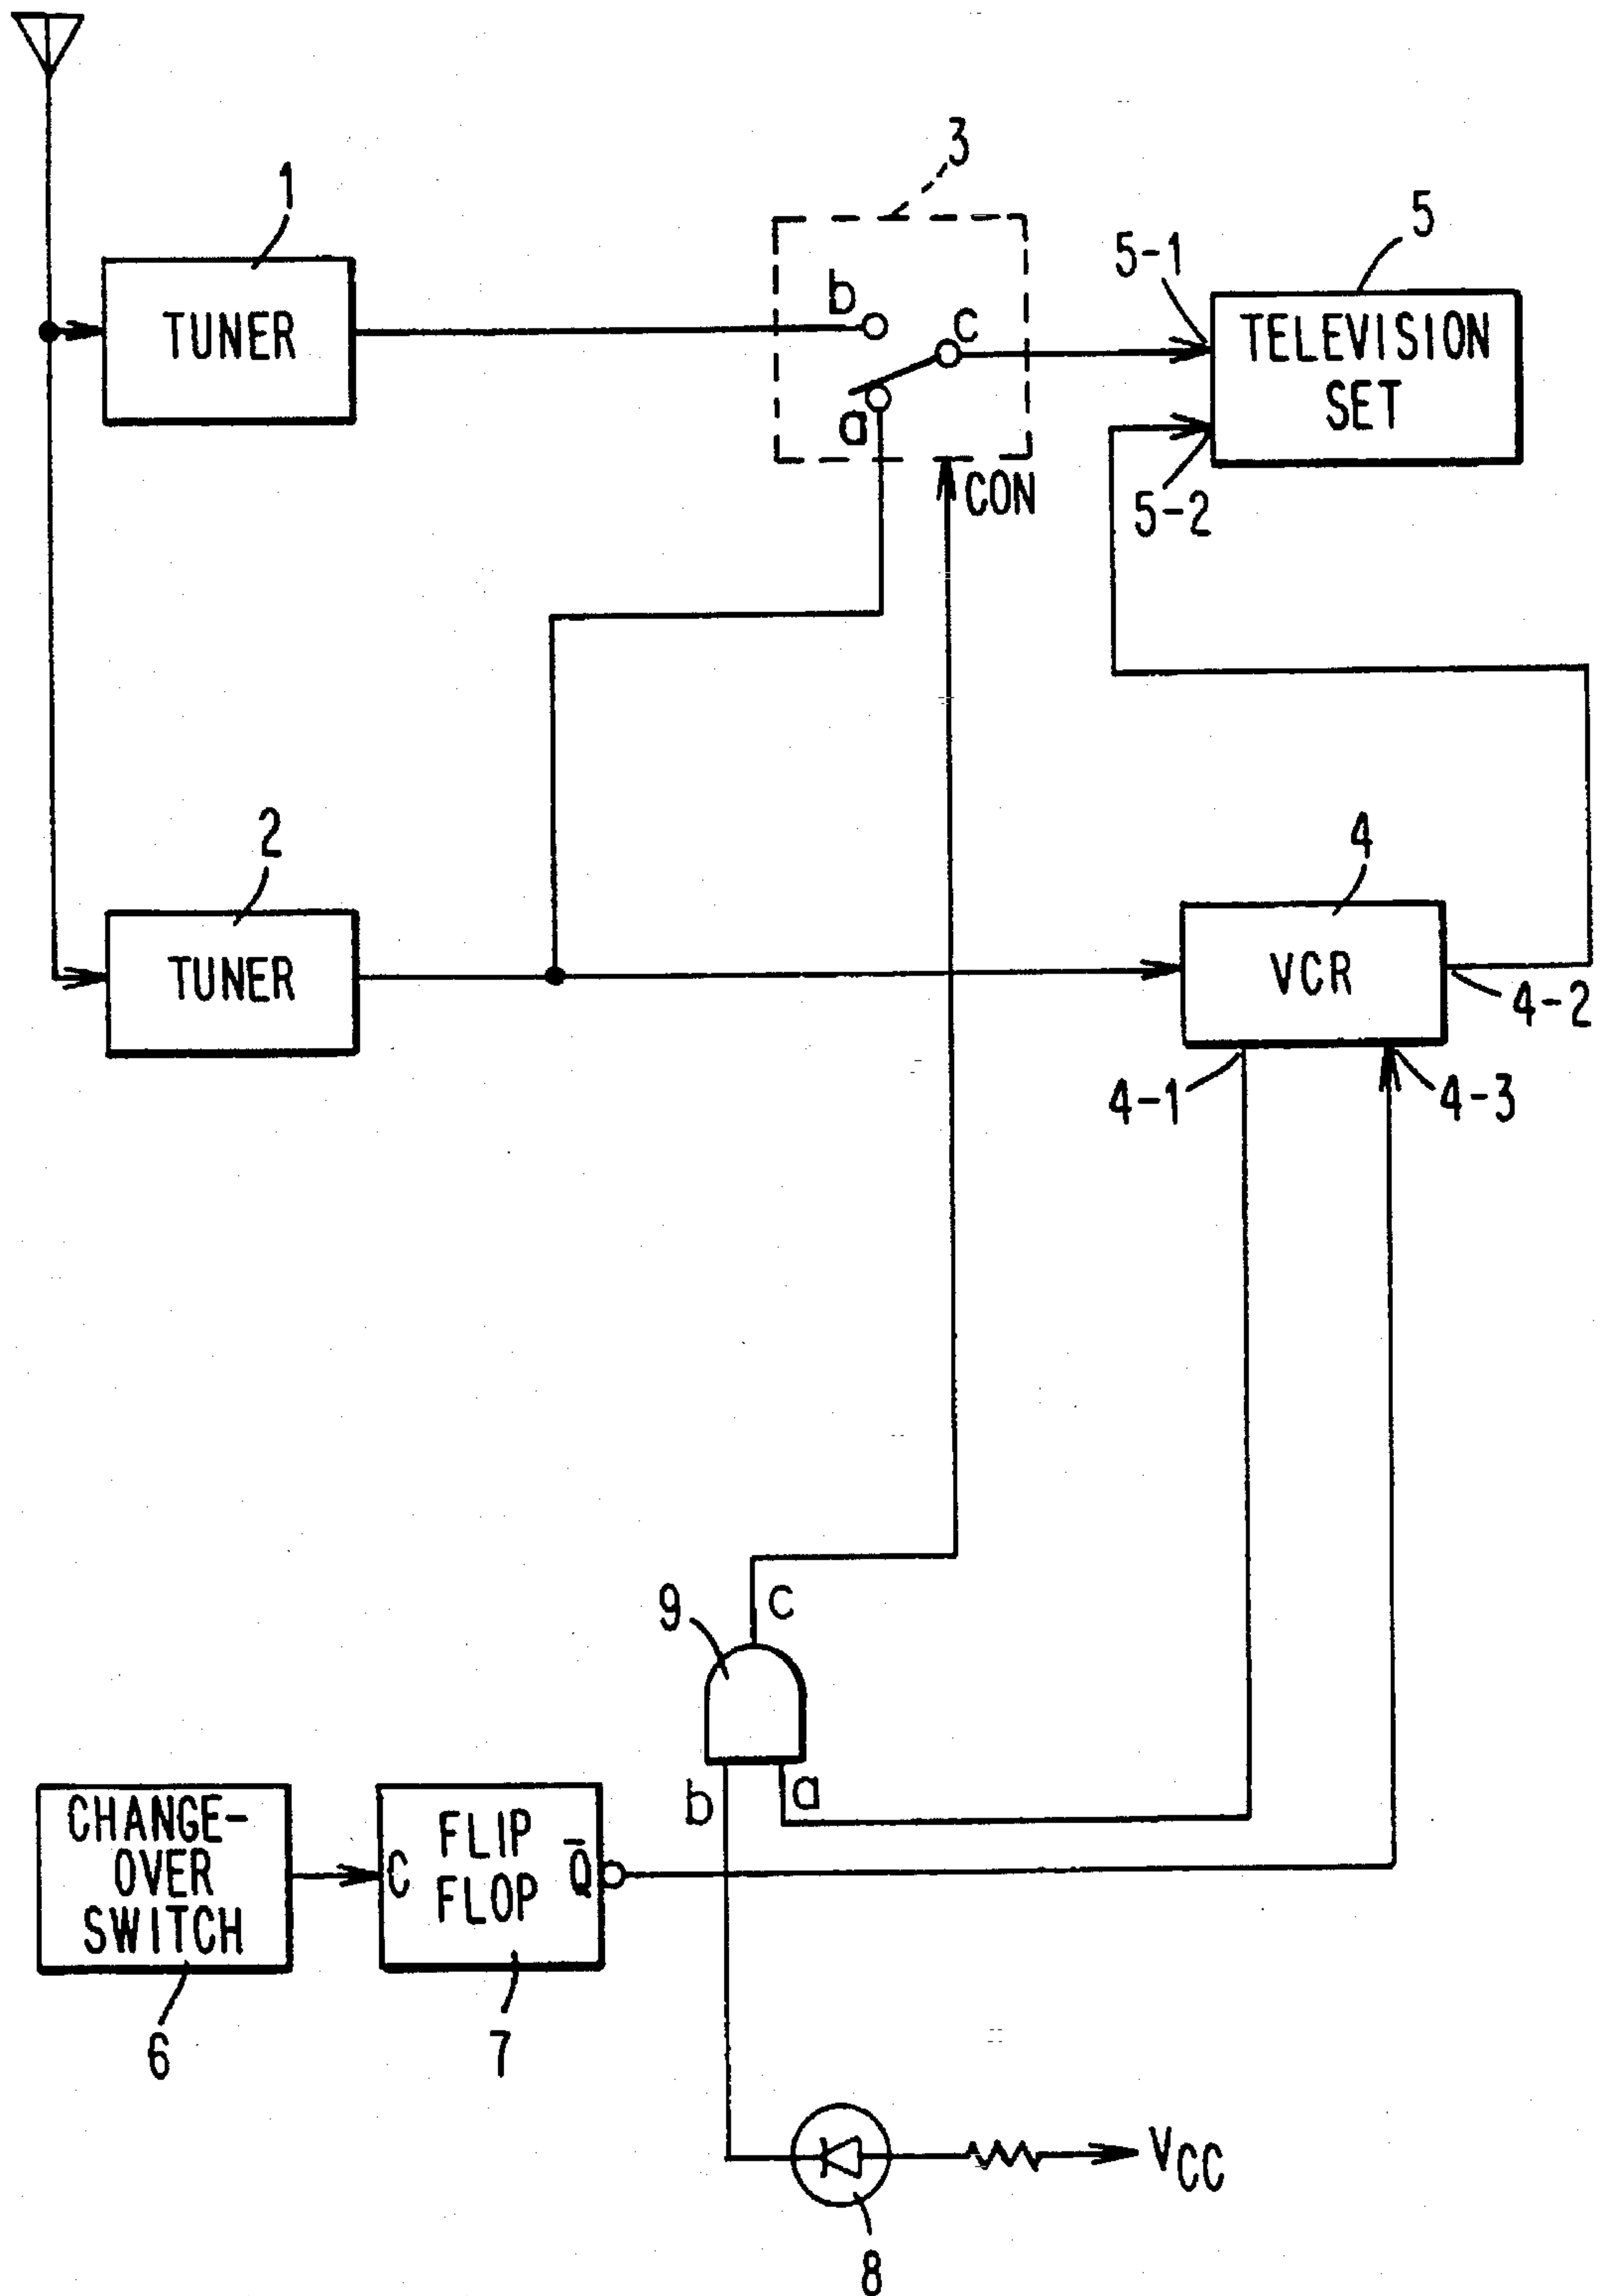 3
1
5
5-1
b
c
TUNER
TELEVISION
SET
a
CON
5-2
2
4
TUNER
VCR
4-2
4-1
4-3
9
c
b
a
CHANGE-
OVER
SWITCH
C
FLIP
FLOP
Q̅
6
7
VCC
8